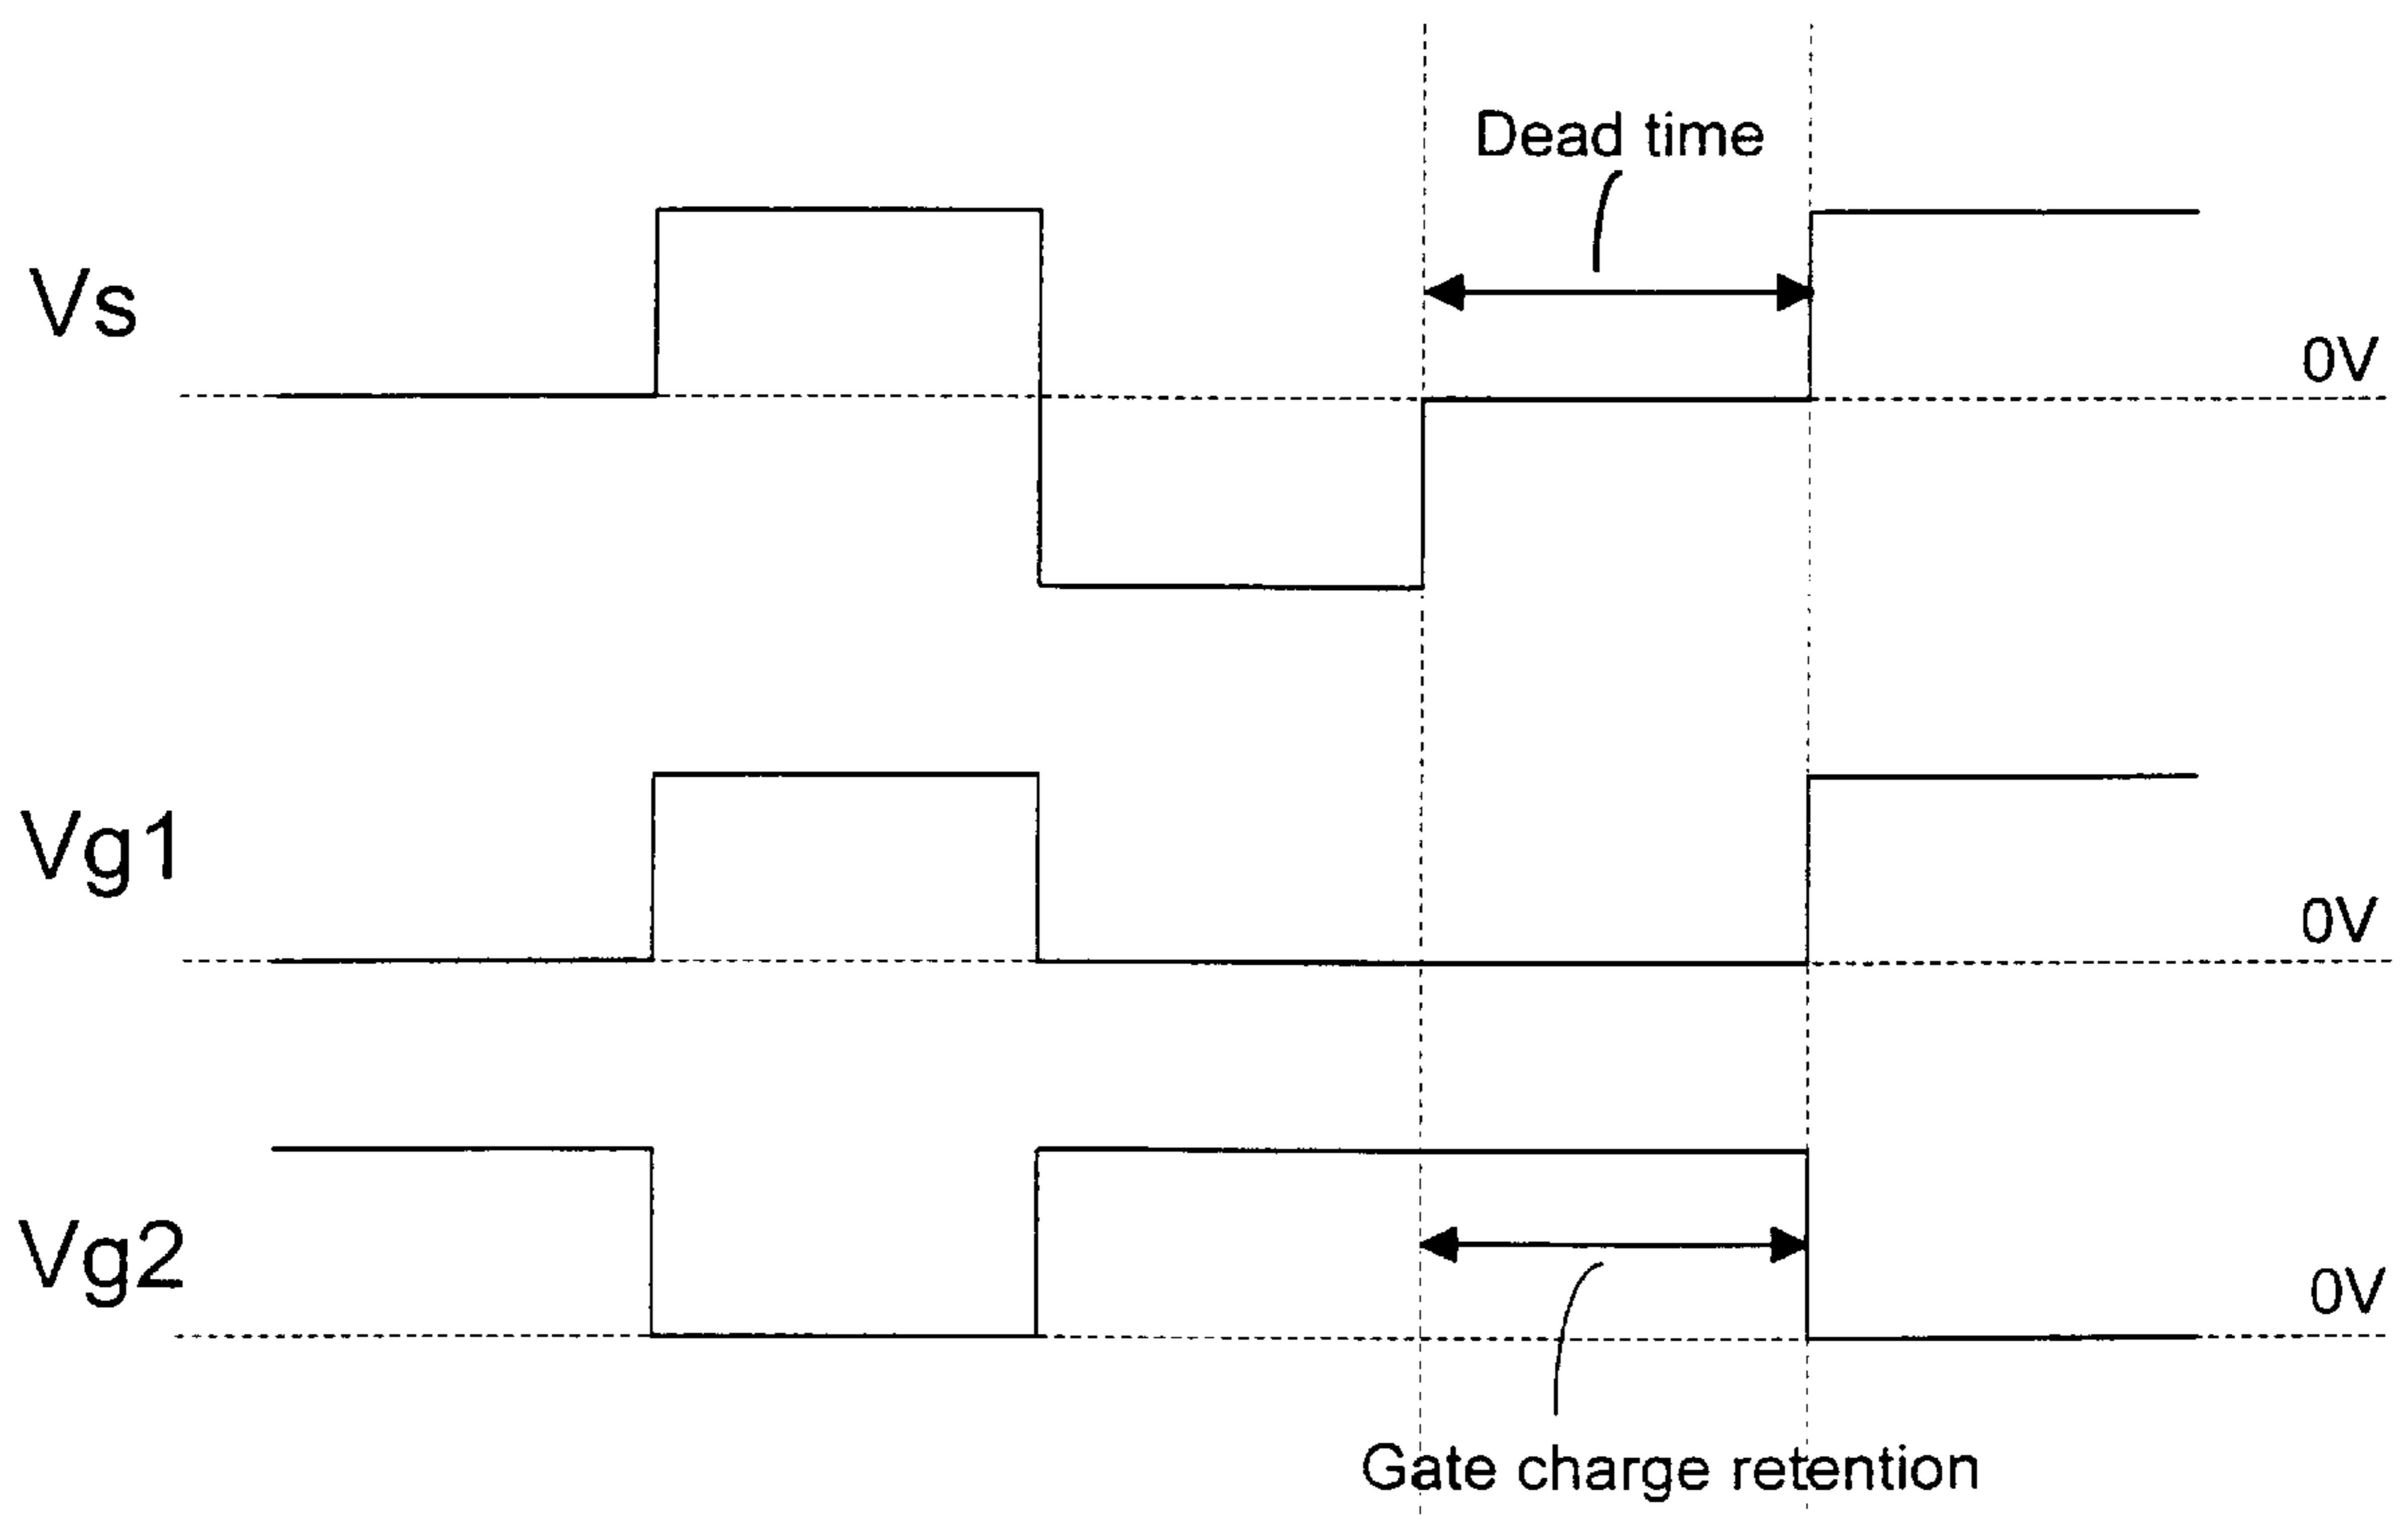 Dead time
Vs
0V
Vg1
0V
Vg2
0V
Gate charge retention